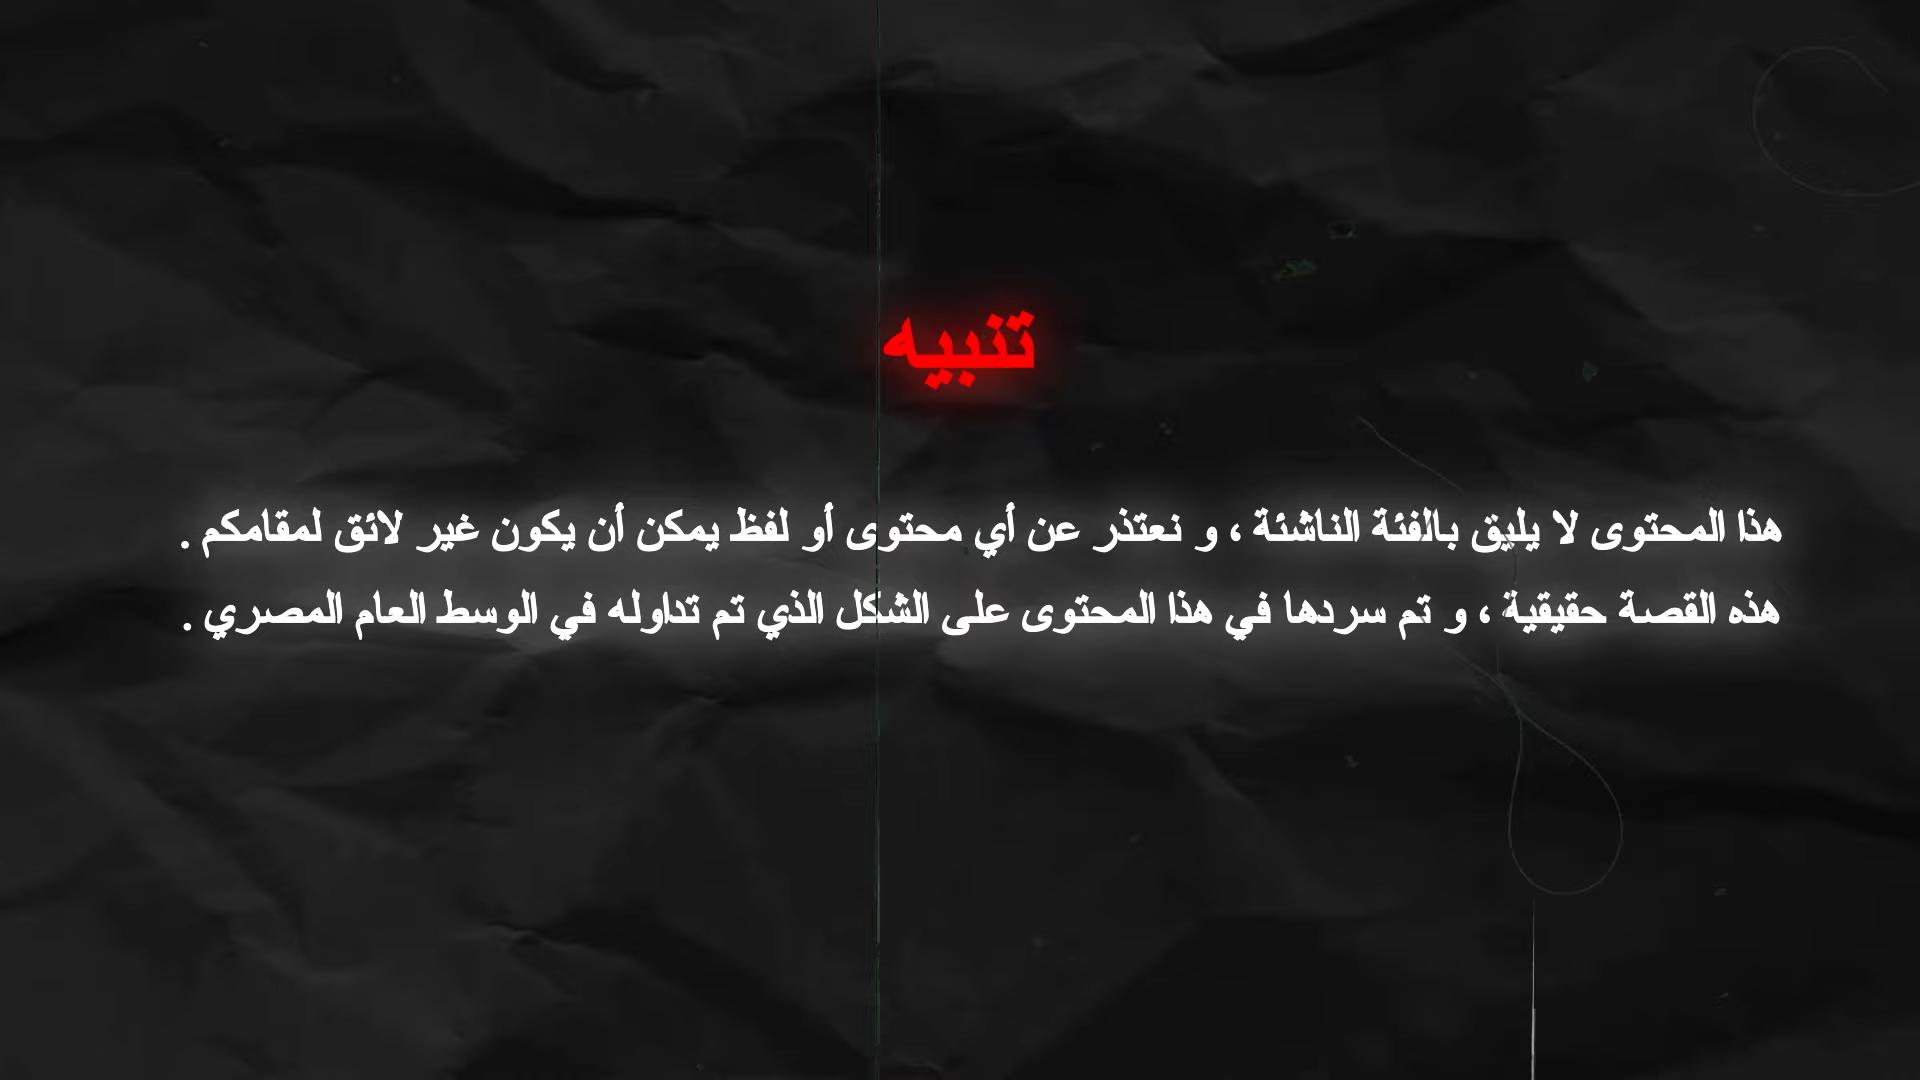 تنبيه
هذا المحتوى لا يليق بالفئة الناشئة ، و نعتذر عن أي محتوى أو لفظ يمكن أن يكون غير لائق لمقامكم .
هذه القصة حقيقية ، و تم سردها في هذا المحتوى على الشكل الذي تم تداوله في الوسط العام المصري .